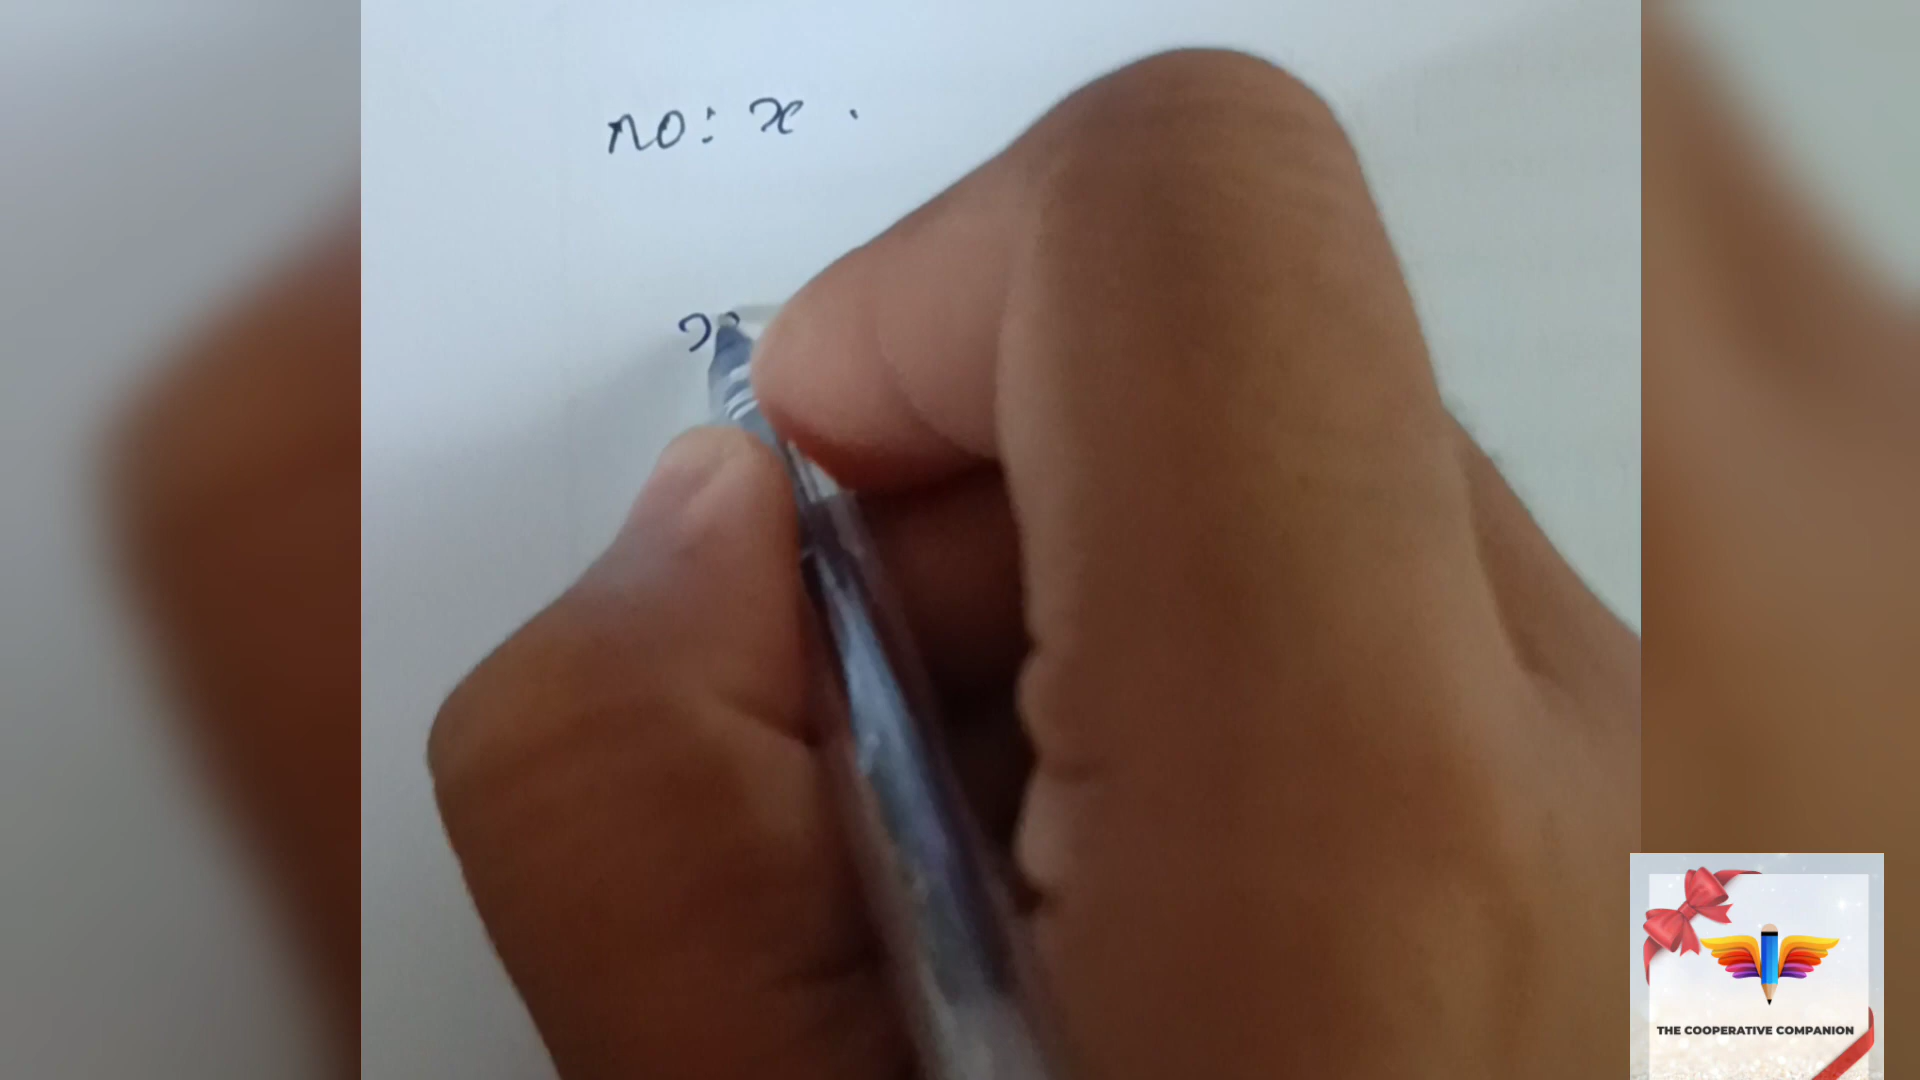 no: x .
x
THE COOPERATIVE COMPANION